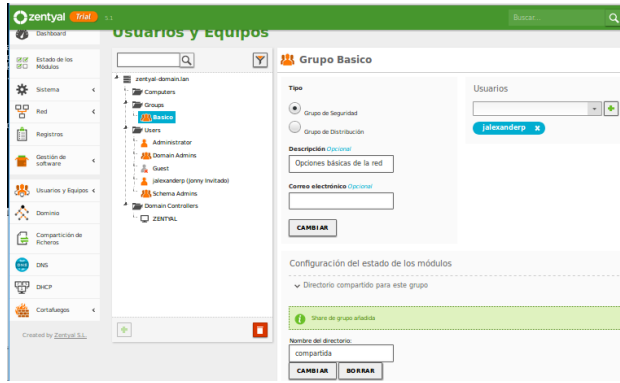 zentyal Trial 5.1
Buscar...
Dashboard
Estado de los
Módulos
Sistema
Red
Registros
Gestión de
software
Usuarios y Equipos
Dominio
Compartición de
Ficheros
DNS
DHCP
Cortafuegos
Created by Zentyal S.L.
Usuarios y Equipos
zentyal-domain.lan
Computers
Groups
Basico
Users
Administrator
Domain Admins
Guest
jalexanderp (Jonny Invitado)
Schema Admins
Domain Controllers
ZENTYAL
Grupo Basico
Tipo
Grupo de Seguridad
Grupo de Distribución
Descripción Opcional
Opciones básicas de la red
Correo electrónico Opcional
CAMBIAR
Usuarios
jalexanderp x
Configuración del estado de los módulos
Directorio compartido para este grupo
Share de grupo añadida
Nombre del directorio:
compartida
CAMBIAR BORRAR